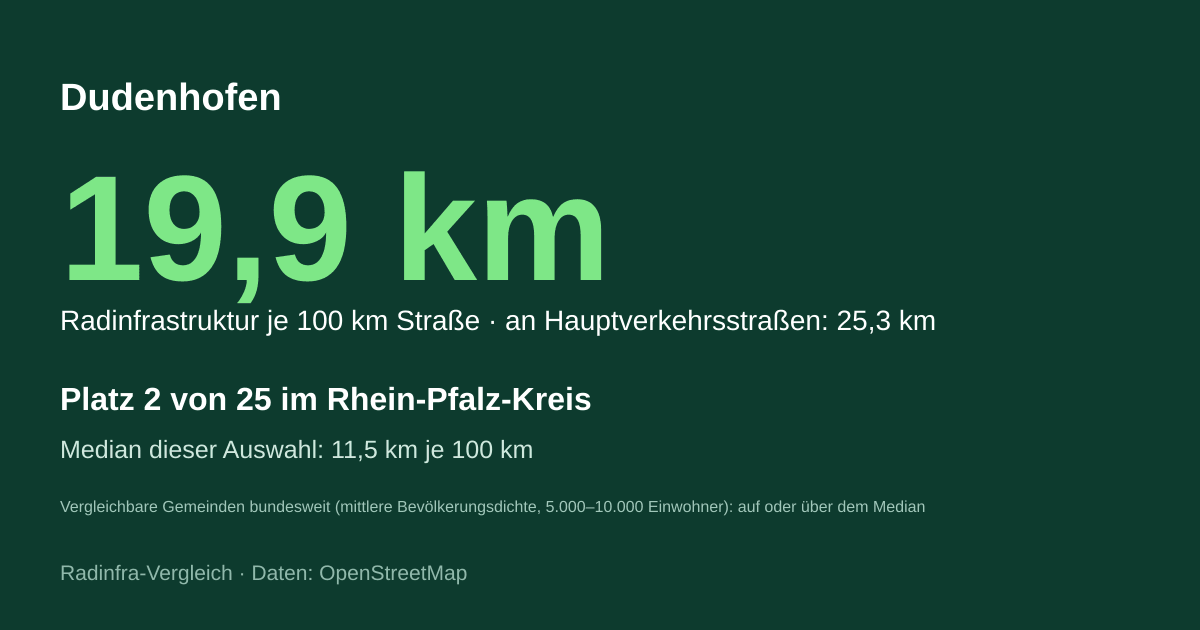 Dudenhofen
19,9 km
Radinfrastruktur je 100 km Straße · an Hauptverkehrsstraßen: 25,3 km
Platz 2 von 25 im Rhein-Pfalz-Kreis
Median dieser Auswahl: 11,5 km je 100 km
Vergleichbare Gemeinden bundesweit (mittlere Bevölkerungsdichte, 5.000–10.000 Einwohner): auf oder über dem Median
Radinfra-Vergleich · Daten: OpenStreetMap